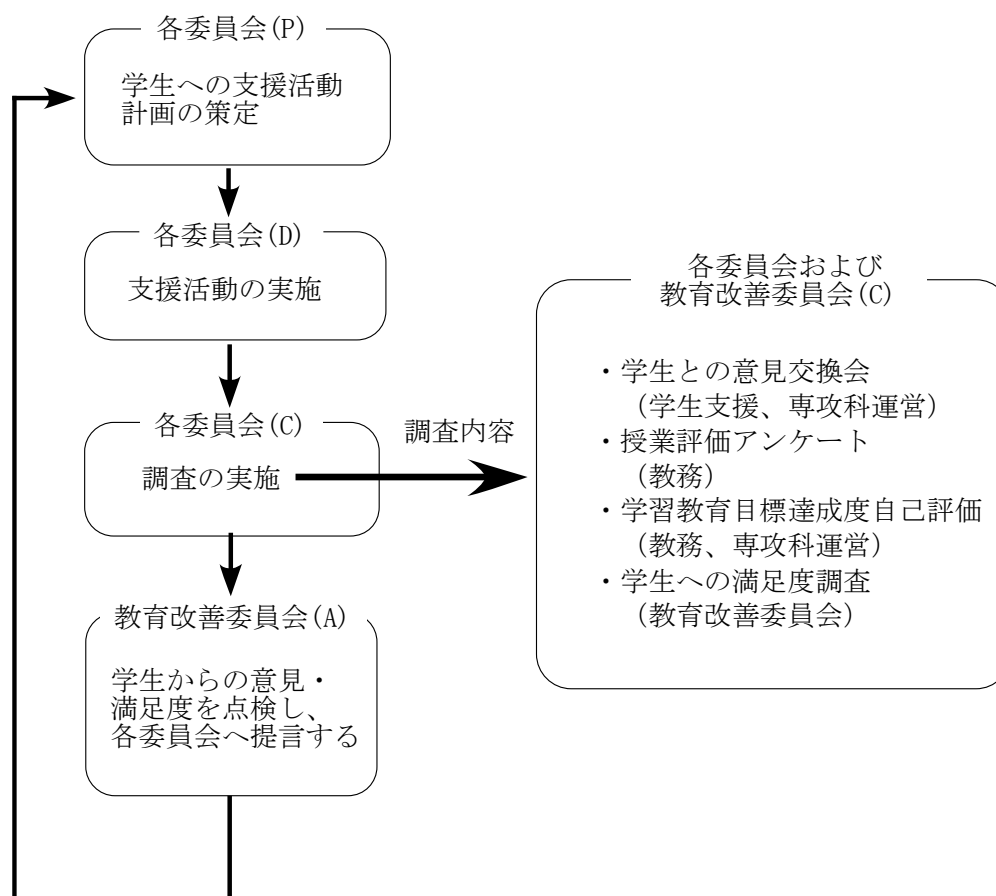 各委員会(P)
学生への支援活動
計画の策定
各委員会(D)
支援活動の実施
各委員会(C)
調査の実施
調査内容
教育改善委員会(A)
学生からの意見・
満足度を点検し、
各委員会へ提言する
各委員会および
教育改善委員会(C)
・学生との意見交換会
（学生支援、専攻科運営）
・授業評価アンケート
（教務）
・学習教育目標達成度自己評価
（教務、専攻科運営）
・学生への満足度調査
（教育改善委員会）